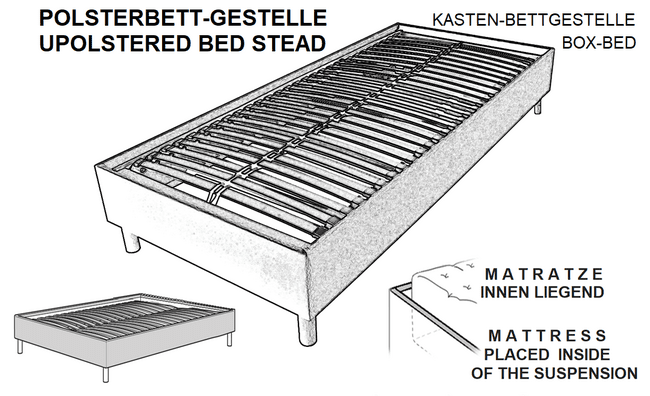 POLSTERBETT-GESTELLE
UPOLSTERED BED STEAD
KASTEN-BETTGESTELLE
BOX-BED
MATRATZE
INNEN LIEGEND
MATTRESS
PLACED INSIDE
OF THE SUSPENSION